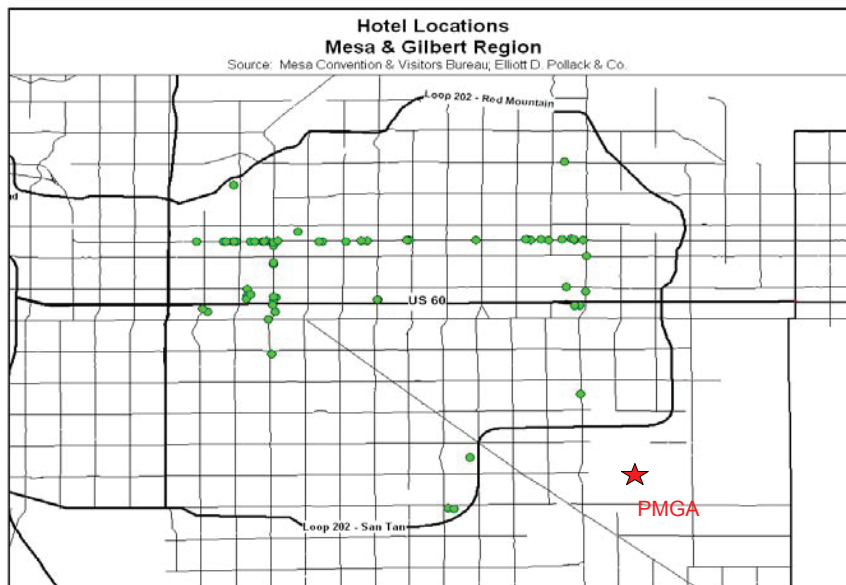 Hotel Locations
Mesa & Gilbert Region
Source: Mesa Convention & Visitors Bureau; Elliott D. Pollack & Co.
Loop 202 - Red Mountain
US 60
PMGA
Loop 202 - San Tan